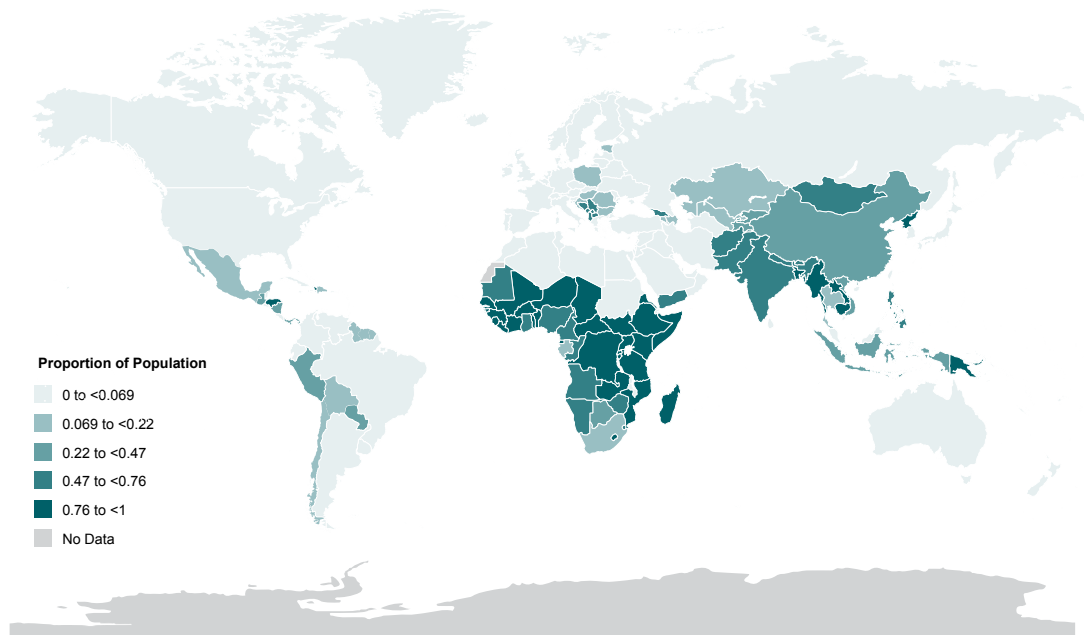 Proportion of Population
0 to <0.069
0.069 to <0.22
0.22 to <0.47
0.47 to <0.76
0.76 to <1
No Data